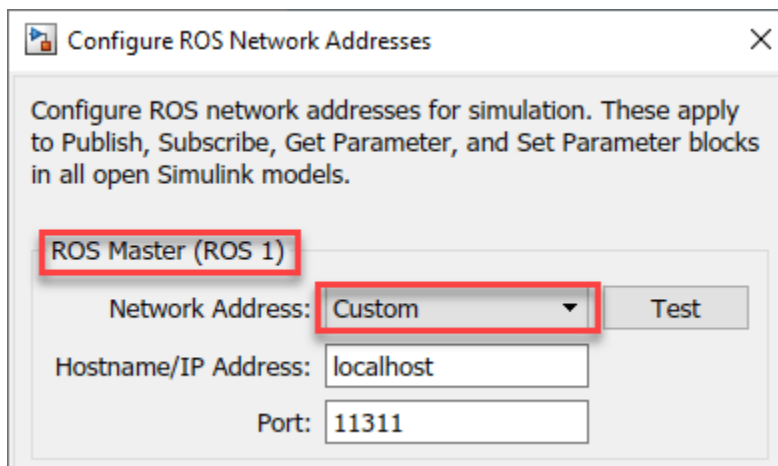 Configure ROS Network Addresses
Configure ROS network addresses for simulation. These apply
to Publish, Subscribe, Get Parameter, and Set Parameter blocks
in all open Simulink models.
ROS Master (ROS 1)
Network Address: Custom Test
Hostname/IP Address: localhost
Port: 11311